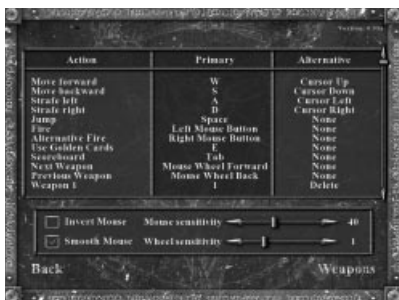 Action Primary Alternative
Move forward W Cursor Up
Move backward S Cursor Down
Strafe left A Cursor Left
Strafe right D Cursor Right
Jump Space None
Fire Left Mouse Button None
Alternative Fire Right Mouse Button None
Use Golden Cards E None
Scoreboard Tab None
Next Weapon Mouse Wheel Forward None
Previous Weapon Mouse Wheel Back None
Weapon 1 1 Delete
Invert Mouse Mouse sensitivity 40
Smooth Mouse Wheel sensitivity 1
Back Weapons